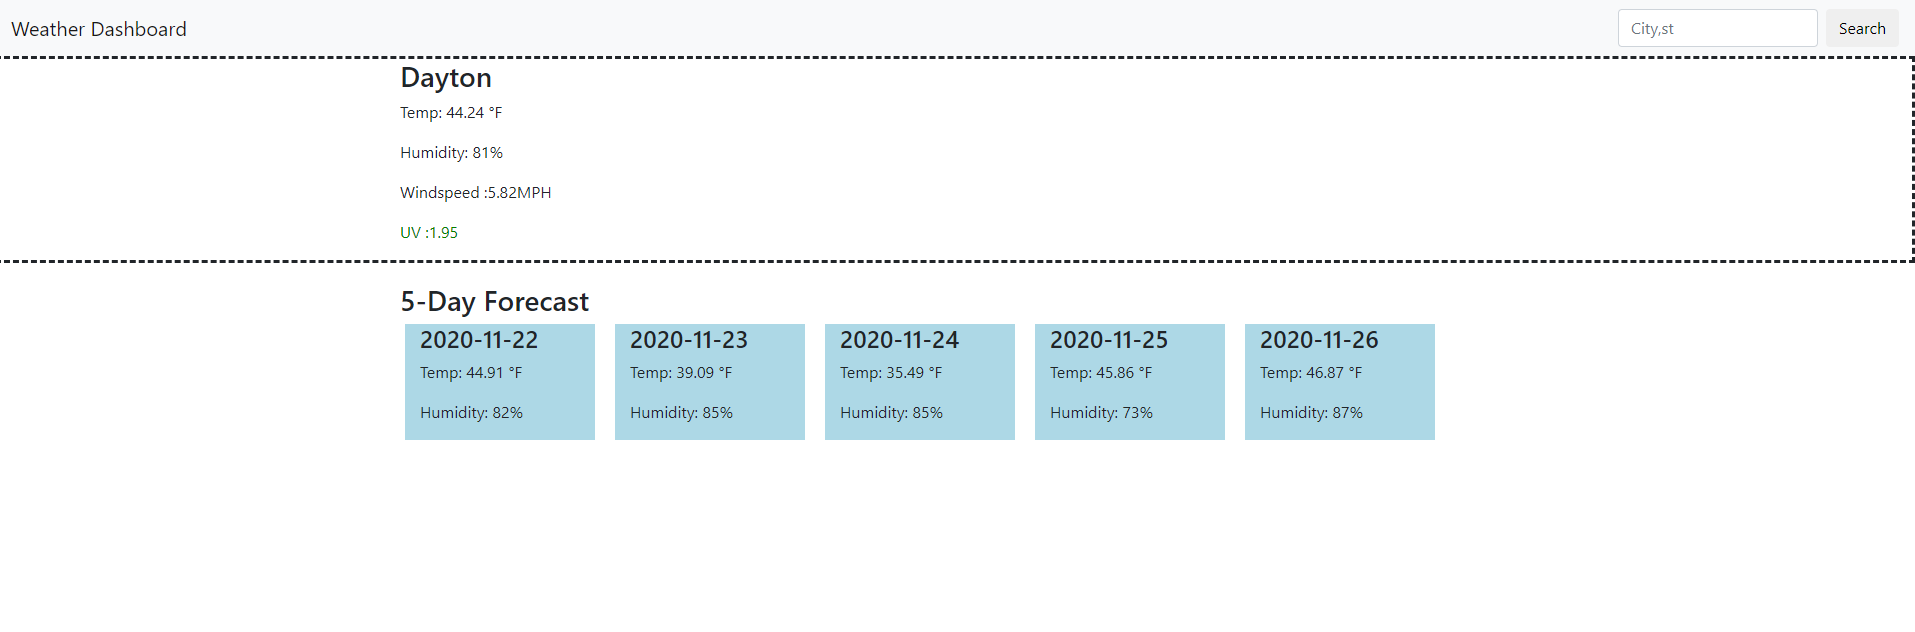 Weather Dashboard
City,st
Search
Dayton
Temp: 44.24 °F
Humidity: 81%
Windspeed :5.82MPH
UV :1.95
5-Day Forecast
2020-11-22
Temp: 44.91 °F
Humidity: 82%
2020-11-23
Temp: 39.09 °F
Humidity: 85%
2020-11-24
Temp: 35.49 °F
Humidity: 85%
2020-11-25
Temp: 45.86 °F
Humidity: 73%
2020-11-26
Temp: 46.87 °F
Humidity: 87%